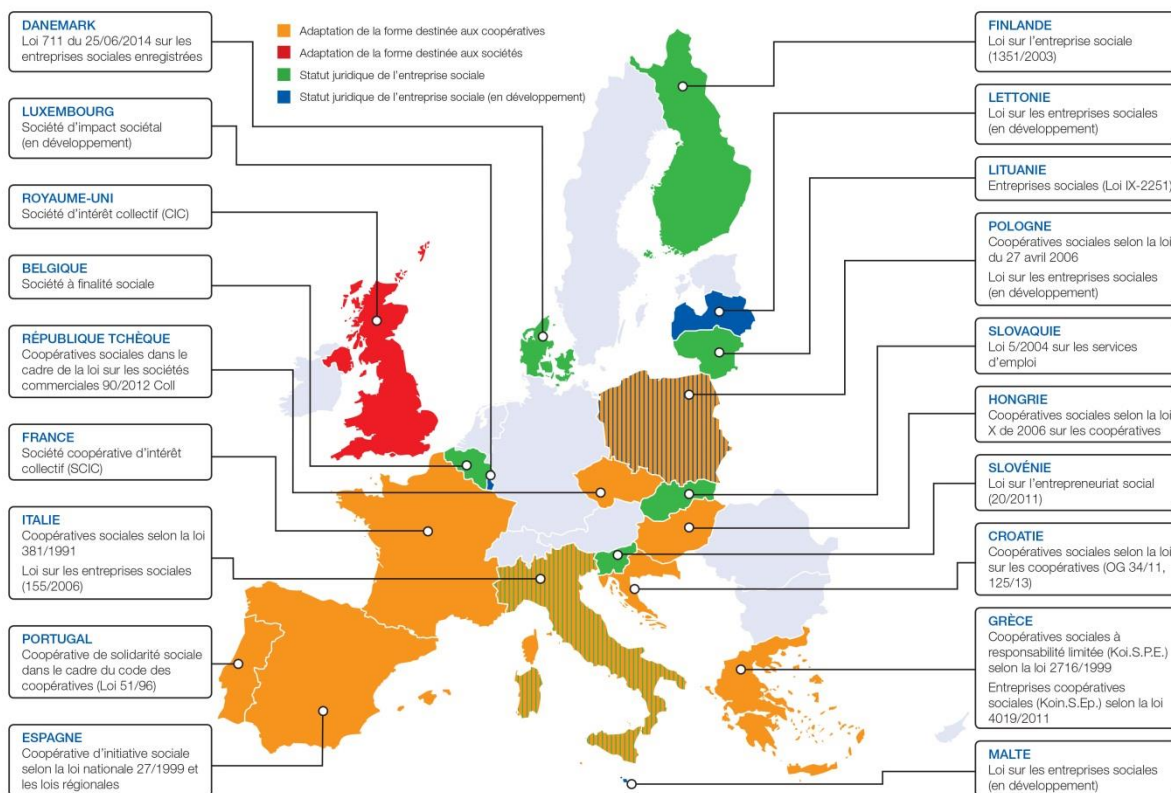 DANEMARK
Loi 711 du 25/06/2014 sur les
entreprises sociales enregistrées
LUXEMBOURG
Société d'impact sociétal
(en développement)
ROYAUME-UNI
Société d'intérêt collectif (CIC)
BELGIQUE
Société à finalité sociale
RÉPUBLIQUE TCHÈQUE
Coopératives sociales dans le
cadre de la loi sur les sociétés
commerciales 90/2012 Coll
FRANCE
Société coopérative d'intérêt
collectif (SCIC)
ITALIE
Coopératives sociales selon la loi
381/1991
Loi sur les entreprises sociales
(155/2006)
PORTUGAL
Coopérative de solidarité sociale
dans le cadre du code des
coopératives (Loi 51/96)
ESPAGNE
Coopérative d'initiative sociale
selon la loi nationale 27/1999 et
les lois régionales
Adaptation de la forme destinée aux coopératives
Adaptation de la forme destinée aux sociétés
Statut juridique de l'entreprise sociale
Statut juridique de l'entreprise sociale (en développement)
FINLANDE
Loi sur l'entreprise sociale
(1351/2003)
LETTONIE
Loi sur les entreprises sociales
(en développement)
LITUANIE
Entreprises sociales (Loi IX-2251)
POLOGNE
Coopératives sociales selon la loi
du 27 avril 2006
Loi sur les entreprises sociales
(en développement)
SLOVAQUIE
Loi 5/2004 sur les services
d'emploi
HONGRIE
Coopératives sociales selon la loi
X de 2006 sur les coopératives
SLOVÉNIE
Loi sur l'entrepreneuriat social
(20/2011)
CROATIE
Coopératives sociales selon la loi
sur les coopératives (OG 34/11,
125/13)
GRÈCE
Coopératives sociales à
responsabilité limitée (Koi.S.P.E.)
selon la loi 2716/1999
Entreprises coopératives
sociales (Koin.S.Ep.) selon la loi
4019/2011
MALTE
Loi sur les entreprises sociales
(en développement)